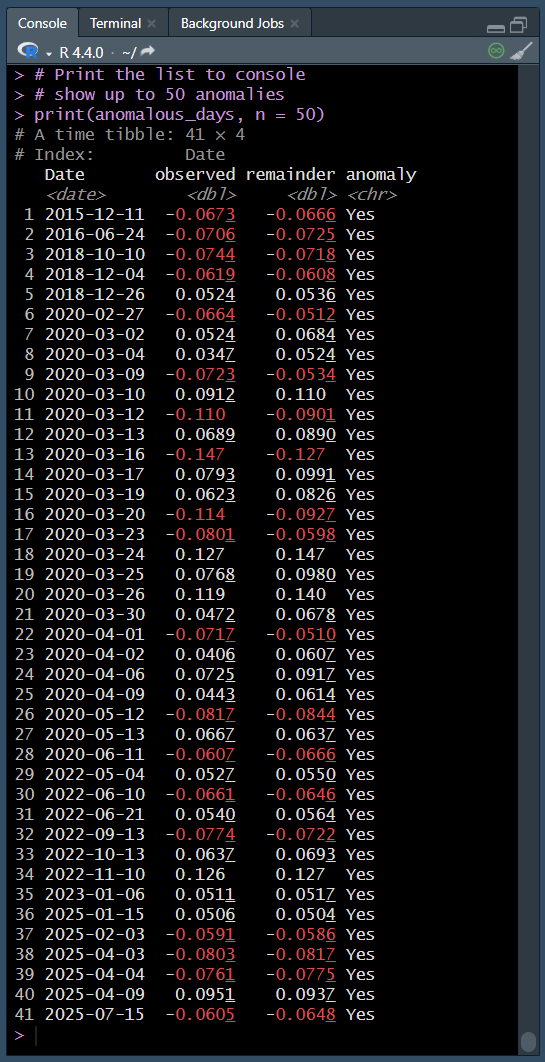 Console Terminal Background Jobs
R 4.4.0 · ~/
> # Print the list to console
> # show up to 50 anomalies
> print(anomalous_days, n = 50)
# A time tibble: 41 × 4
# Index: Date
Date observed remainder anomaly
<date> <dbl> <dbl> <chr>
1 2015-12-11 -0.0673 -0.0666 Yes
2 2016-06-24 -0.0706 -0.0725 Yes
3 2018-10-10 -0.0744 -0.0718 Yes
4 2018-12-04 -0.0619 -0.0608 Yes
5 2018-12-26 0.0524 0.0536 Yes
6 2020-02-27 -0.0664 -0.0512 Yes
7 2020-03-02 0.0524 0.0684 Yes
8 2020-03-04 0.0347 0.0524 Yes
9 2020-03-09 -0.0723 -0.0534 Yes
10 2020-03-10 0.0912 0.110 Yes
11 2020-03-12 -0.110 -0.0901 Yes
12 2020-03-13 0.0689 0.0890 Yes
13 2020-03-16 -0.147 -0.127 Yes
14 2020-03-17 0.0793 0.0991 Yes
15 2020-03-19 0.0623 0.0826 Yes
16 2020-03-20 -0.114 -0.0927 Yes
17 2020-03-23 -0.0801 -0.0598 Yes
18 2020-03-24 0.127 0.147 Yes
19 2020-03-25 0.0768 0.0980 Yes
20 2020-03-26 0.119 0.140 Yes
21 2020-03-30 0.0472 0.0678 Yes
22 2020-04-01 -0.0717 -0.0510 Yes
23 2020-04-02 0.0406 0.0607 Yes
24 2020-04-06 0.0725 0.0917 Yes
25 2020-04-09 0.0443 0.0614 Yes
26 2020-05-12 -0.0817 -0.0844 Yes
27 2020-05-13 0.0667 0.0637 Yes
28 2020-06-11 -0.0607 -0.0666 Yes
29 2022-05-04 0.0527 0.0550 Yes
30 2022-06-10 -0.0661 -0.0646 Yes
31 2022-06-21 0.0540 0.0564 Yes
32 2022-09-13 -0.0774 -0.0722 Yes
33 2022-10-13 0.0637 0.0693 Yes
34 2022-11-10 0.126 0.127 Yes
35 2023-01-06 0.0511 0.0517 Yes
36 2025-01-15 0.0506 0.0504 Yes
37 2025-02-03 -0.0591 -0.0586 Yes
38 2025-04-03 -0.0803 -0.0817 Yes
39 2025-04-04 -0.0761 -0.0775 Yes
40 2025-04-09 0.0951 0.0937 Yes
41 2025-07-15 -0.0605 -0.0648 Yes
>